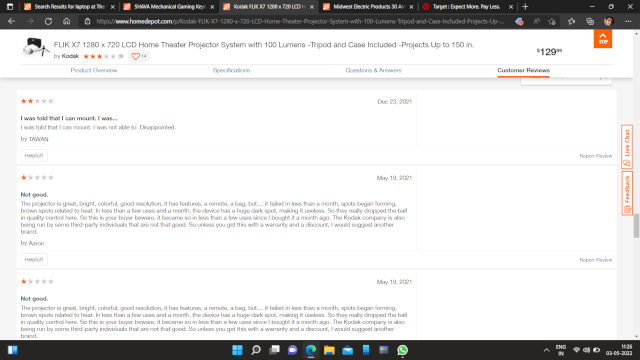 Search Results for laptop at The
SHAVA Mechanical Gaming Key
Kodak FLIK X7 1280 x 720 LCD H
Midwest Electric Products 30 Am
Target : Expect More. Pay Less.
https://www.homedepot.com/p/Kodak-FLIK-X7-1280-x-720-LCD-Home-Theater-Projector-System-with-100-Lumens-Tripod-and-Case-Included-Projects-Up-...
FLIK X7 1280 x 720 LCD Home Theater Projector System with 100 Lumens -Tripod and Case Included -Projects Up to 150 in.
by Kodak
$129
TOP
Product Overview
Specifications
Questions & Answers
Customer Reviews
Dec 23, 2021
I was told that I can mount. I was...
I was told that I can mount. I was not able to. Disappointed.
by TAWAN
Helpful?
Report Review
May 19, 2021
Not good.
The projector is great, bright, colorful, good resolution, it has features, a remote, a bag, but.... it failed in less than a month, spots began forming,
brown spots related to heat. In less than a few uses and a month, the device has a huge dark spot, making it useless. So they really dropped the ball
in quality control here. So this is your buyer beware, it became so in less than a few uses since I bought it a month ago. The Kodak company is also
being run by some third-party individuals that are not that good. So unless you get this with a warranty and a discount, I would suggest another
brand.
by Aaron
Helpful?
Report Review
May 19, 2021
Not good.
The projector is great, bright, colorful, good resolution, it has features, a remote, a bag, but.... it failed in less than a month, spots began forming,
brown spots related to heat. In less than a few uses and a month, the device has a huge dark spot, making it useless. So they really dropped the ball
in quality control here. So this is your buyer beware, it became so in less than a few uses since I bought it a month ago. The Kodak company is also
being run by some third-party individuals that are not that good. So unless you get this with a warranty and a discount, I would suggest another
brand.
Live Chat
Feedback
ENG
IN
11:26
03-05-2022